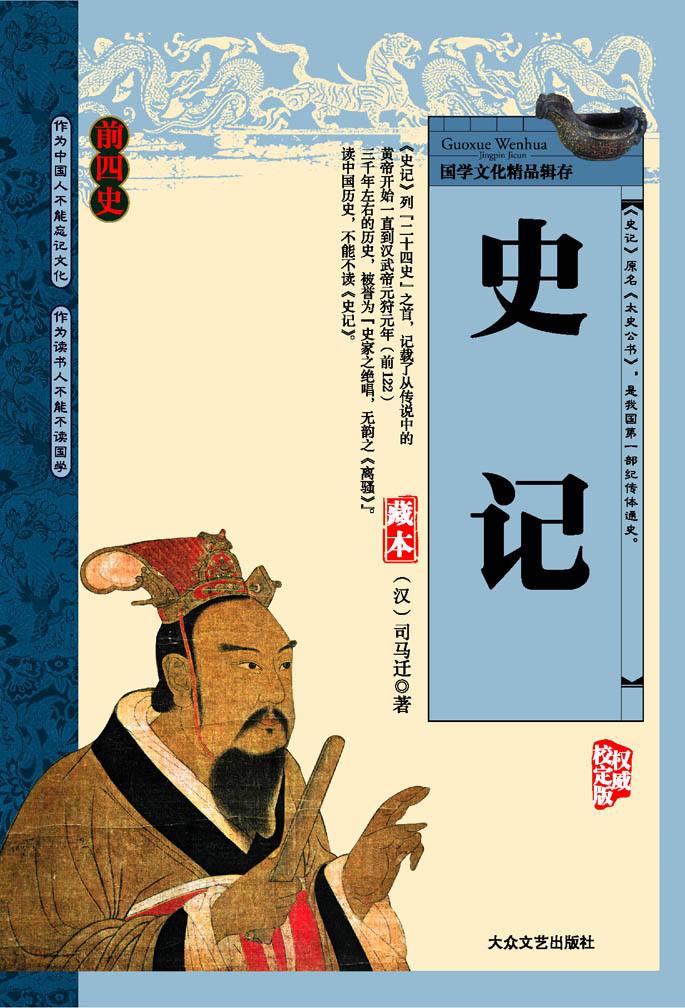 Guoxue Wenhua
Jingpin Jicun
国学文化精品辑存
史记
《史记》原名《太史公书》，是我国第一部纪传体通史。
《史记》列『二十四史』之首，记载了从传说中的
黄帝开始一直到汉武帝元狩元年（前122）
三千年左右的历史，被誉为『史家之绝唱，无韵之《离骚》』。
读中国历史，不能不读《史记》。
藏本
（汉）司马迁◎著
前四史
作为中国人不能忘记文化
作为读书人不能不读国学
权威
校定版
大众文艺出版社